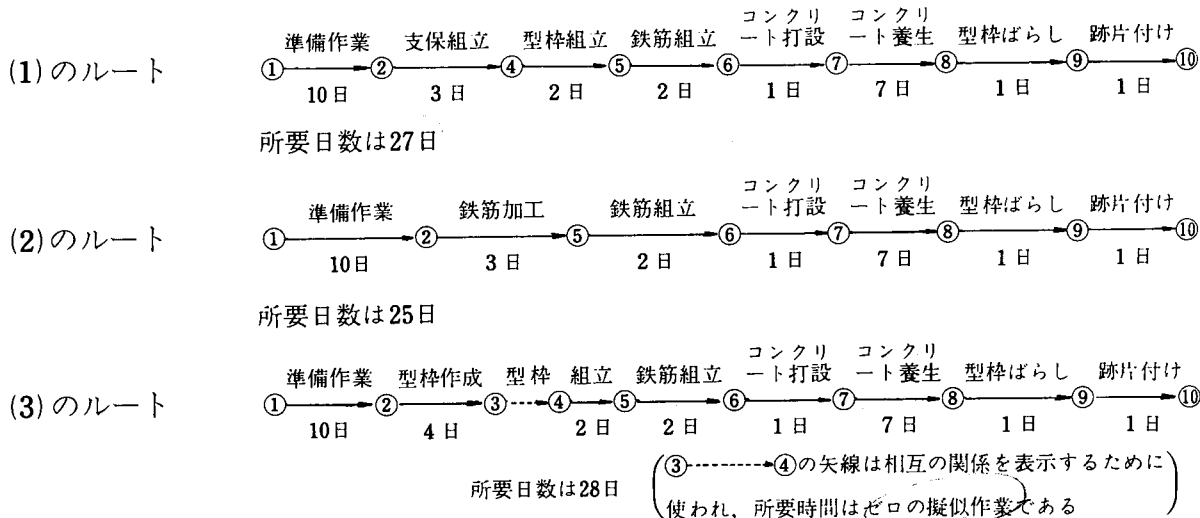 コンクリ コンクリ
準備作業 支保組立 型枠組立 鉄筋組立 ート打設 ート養生 型枠ばらし 跡片付け
(1)のルート ① ② ④ ⑤ ⑥ ⑦ ⑧ ⑨ ⑩
10日 3日 2日 2日 1日 7日 1日 1日
所要日数は27日
コンクリ コンクリ
準備作業 鉄筋加工 鉄筋組立 ート打設 ート養生 型枠ばらし 跡片付け
(2)のルート ① ② ⑤ ⑥ ⑦ ⑧ ⑨ ⑩
10日 3日 2日 1日 7日 1日 1日
所要日数は25日
コンクリ コンクリ
準備作業 型枠作成 型枠 組立 鉄筋組立 ート打設 ート養生 型枠ばらし 跡片付け
(3)のルート ① ② ③ ④ ⑤ ⑥ ⑦ ⑧ ⑨ ⑩
10日 4日 2日 2日 1日 7日 1日 1日
所要日数は28日 (③---------→④の矢線は相互の関係を表示するために
使われ,所要時間はゼロの擬似作業である)